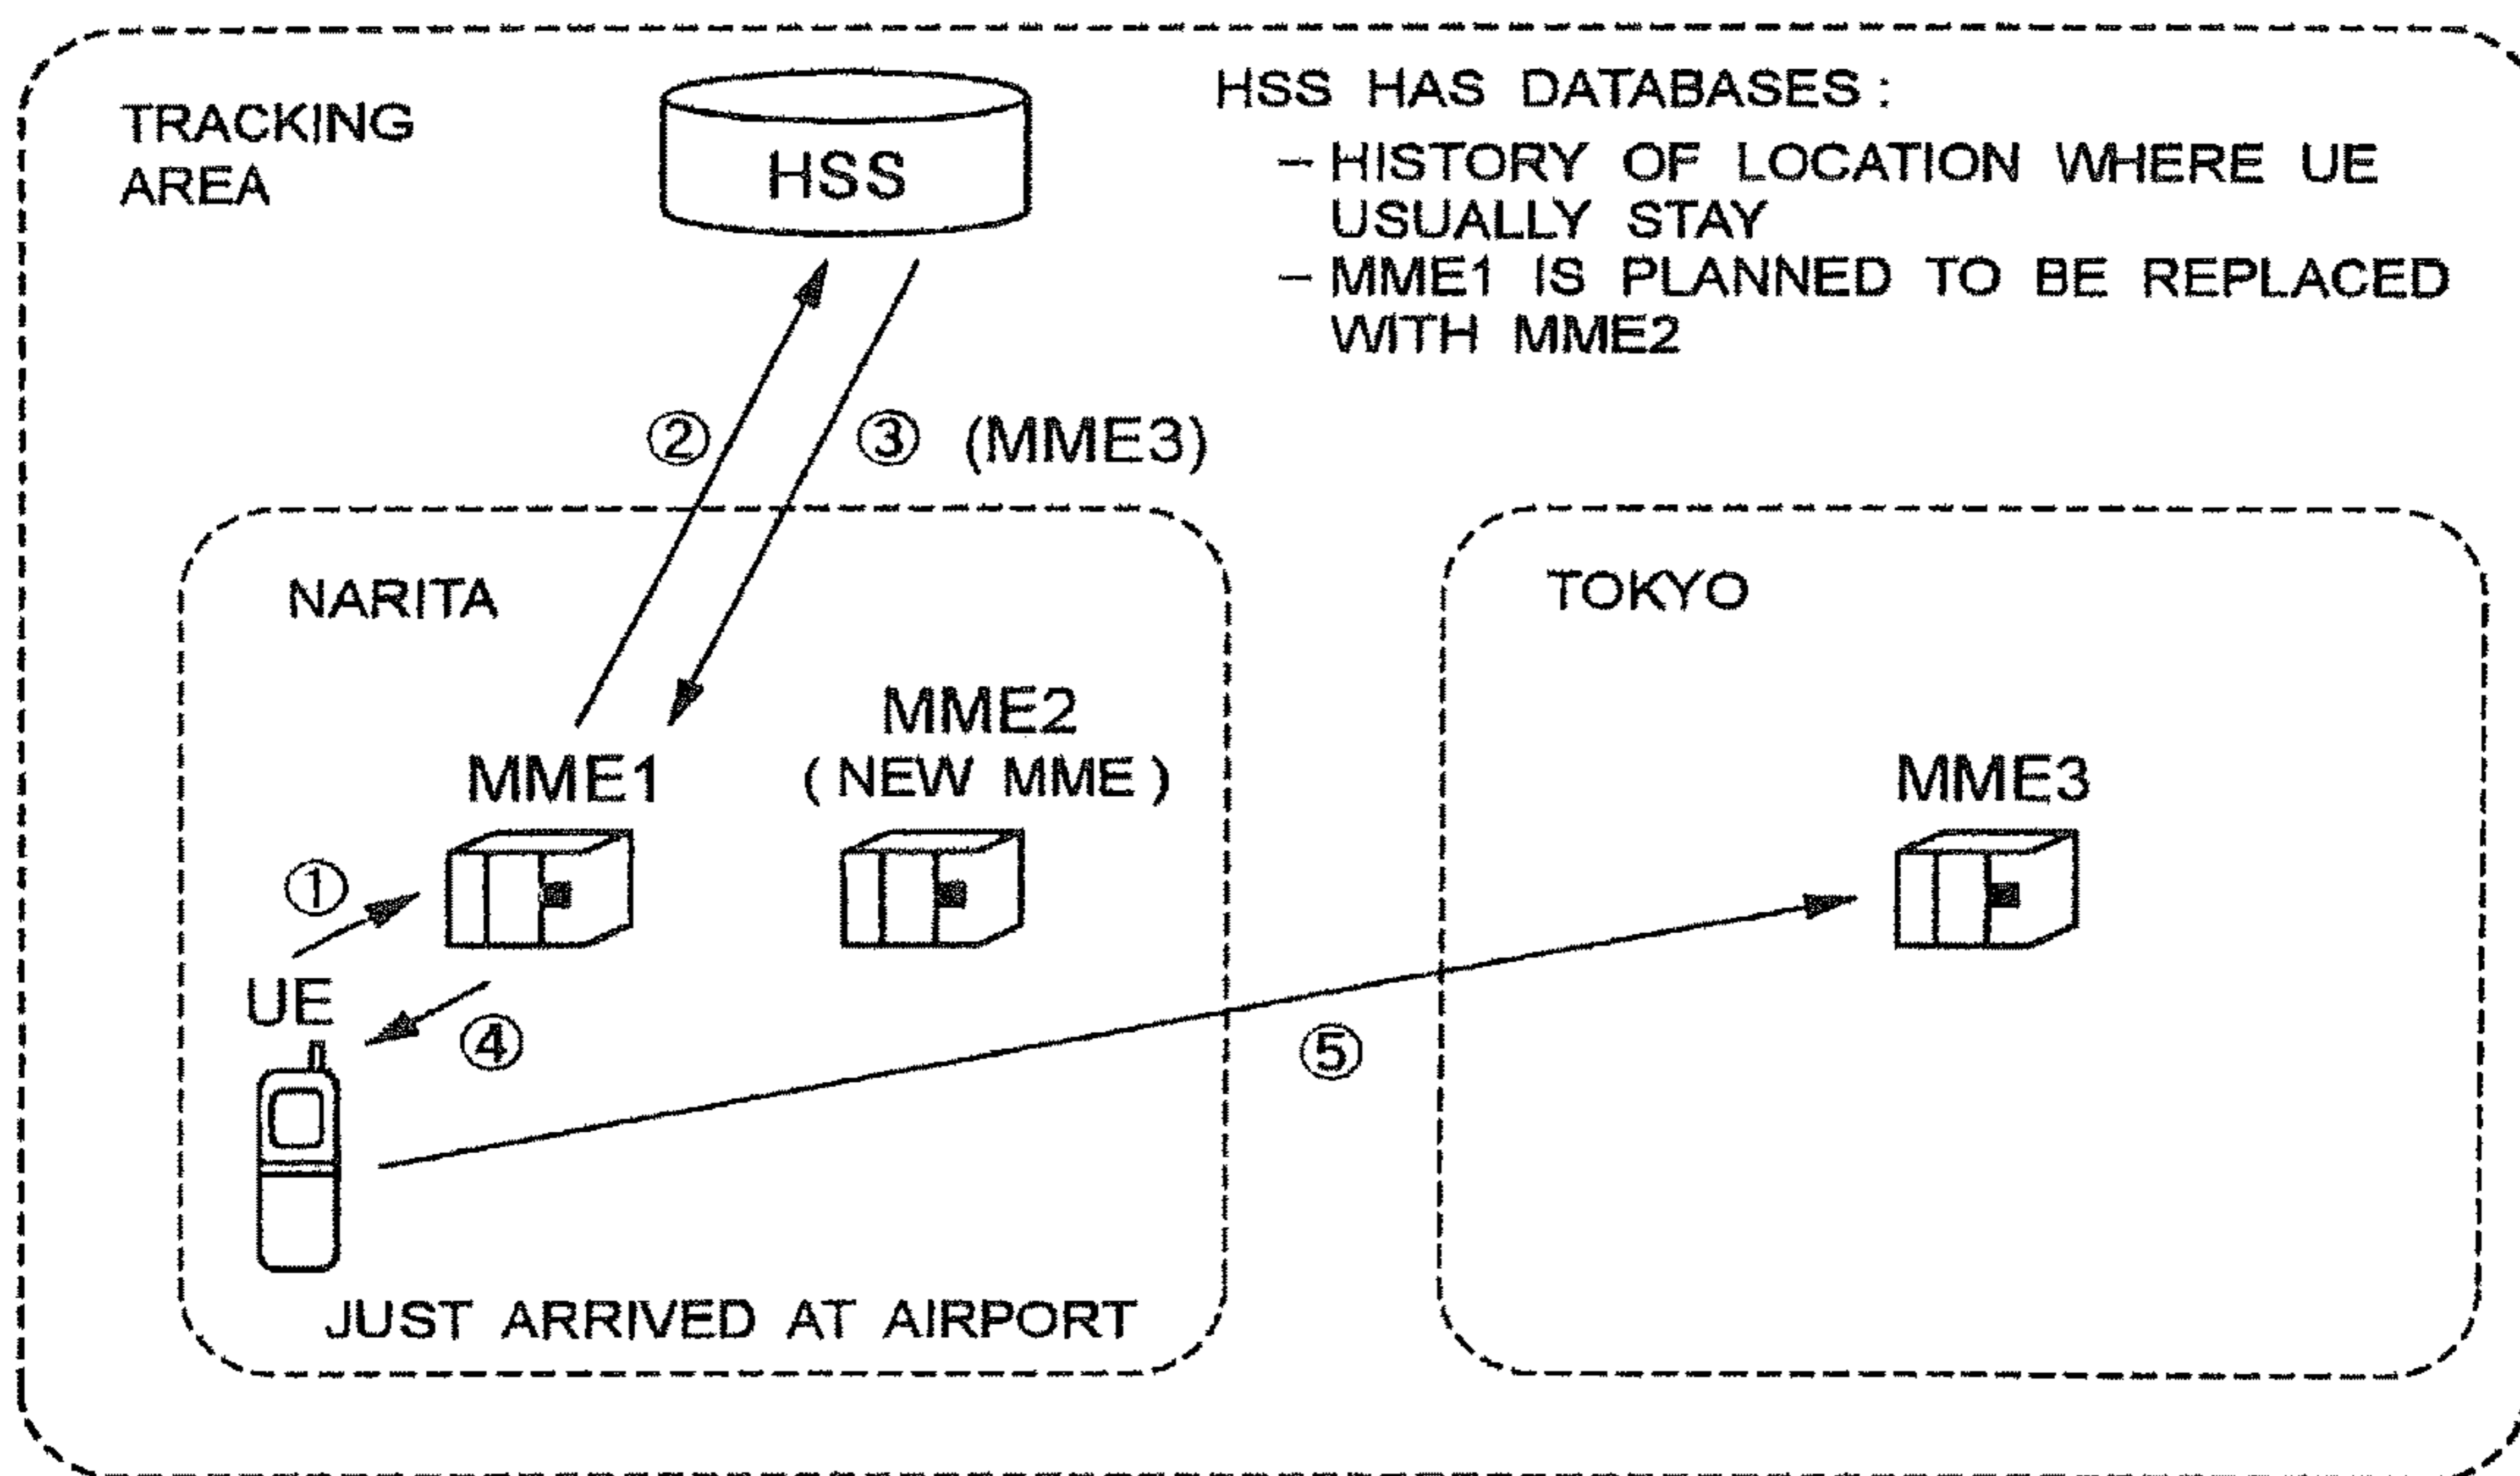 TRACKING
AREA
HSS
HSS HAS DATABASES :
– HISTORY OF LOCATION WHERE UE
USUALLY STAY
– MME1 IS PLANNED TO BE REPLACED
WITH MME2
② ③ (MME3)
NARITA
TOKYO
MME2
( NEW MME )
MME1
MME3
①
UE
④
⑤
JUST ARRIVED AT AIRPORT